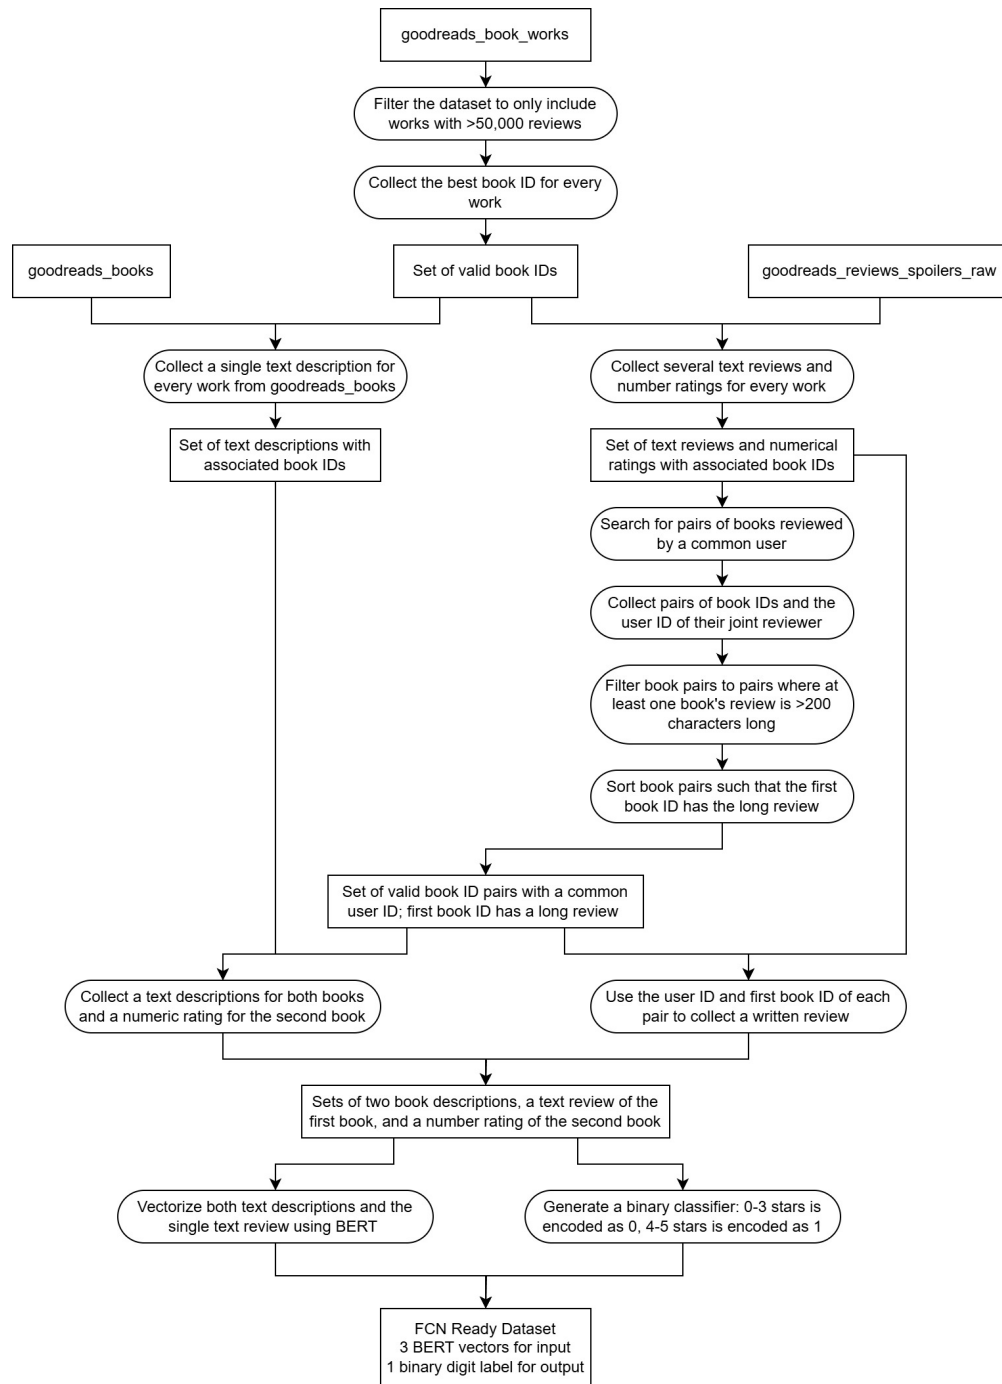 goodreads_book_works
Filter the dataset to only include
works with >50,000 reviews
Collect the best book ID for every
work
goodreads_books
Set of valid book IDs
goodreads_reviews_spoilers_raw
Collect a single text description for
every work from goodreads_books
Collect several text reviews and
number ratings for every work
Set of text descriptions with
associated book IDs
Set of text reviews and numerical
ratings with associated book IDs
Search for pairs of books reviewed
by a common user
Collect pairs of book IDs and the
user ID of their joint reviewer
Filter book pairs to pairs where at
least one book's review is >200
characters long
Sort book pairs such that the first
book ID has the long review
Set of valid book ID pairs with a common
user ID; first book ID has a long review
Collect a text descriptions for both books
and a numeric rating for the second book
Use the user ID and first book ID of each
pair to collect a written review
Sets of two book descriptions, a text review of the
first book, and a number rating of the second book
Vectorize both text descriptions and the
single text review using BERT
Generate a binary classifier: 0-3 stars is
encoded as 0, 4-5 stars is encoded as 1
FCN Ready Dataset
3 BERT vectors for input
1 binary digit label for output